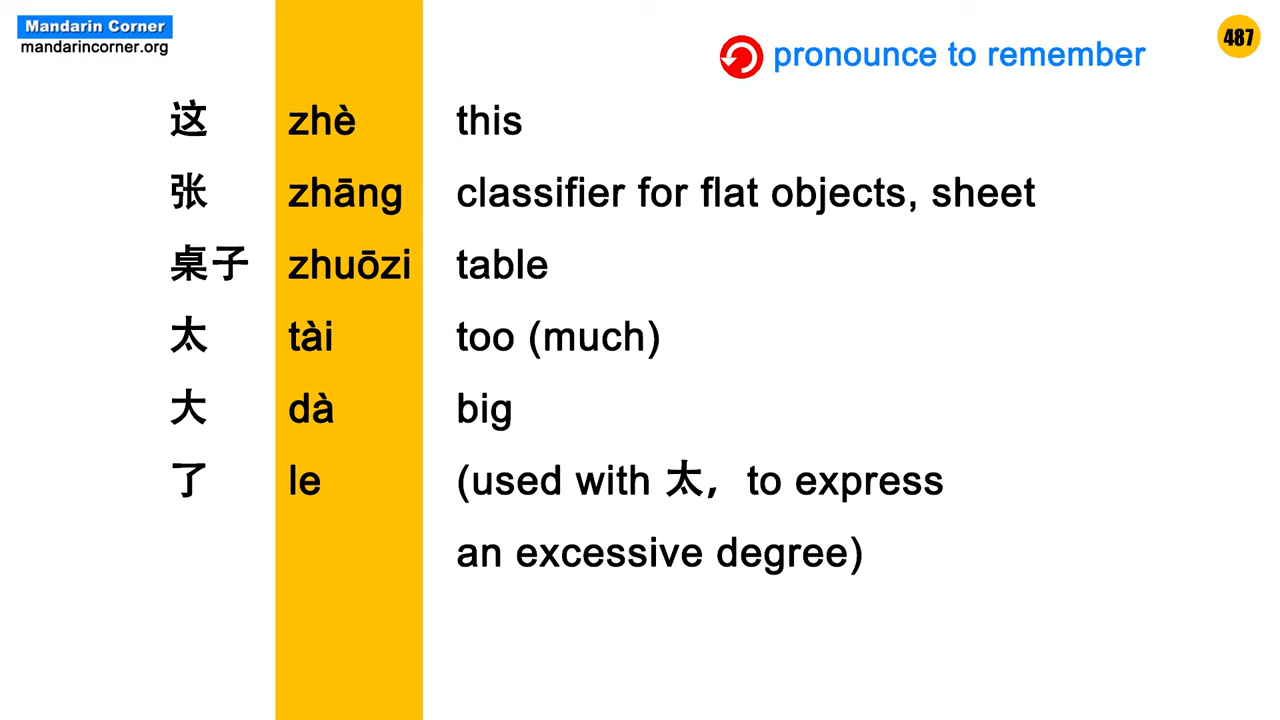 Mandarin Corner
mandarincorner.org
pronounce to remember
487
这 zhè this
张 zhāng classifier for flat objects, sheet
桌子 zhuōzi table
太 tài too (much)
大 dà big
了 le (used with 太，to express
an excessive degree)